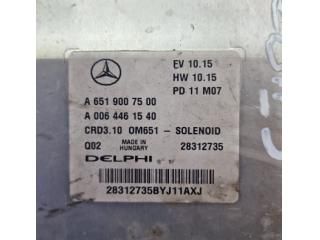 EV 10.15
HW 10.15
PD 11 M07
A 651 900 75 00
A 006 446 15 40
CRD3.10 OM651 - SOLENOID
Q02 MADE IN HUNGARY 28312735
DELPHI
28312735BYJ11AXJ